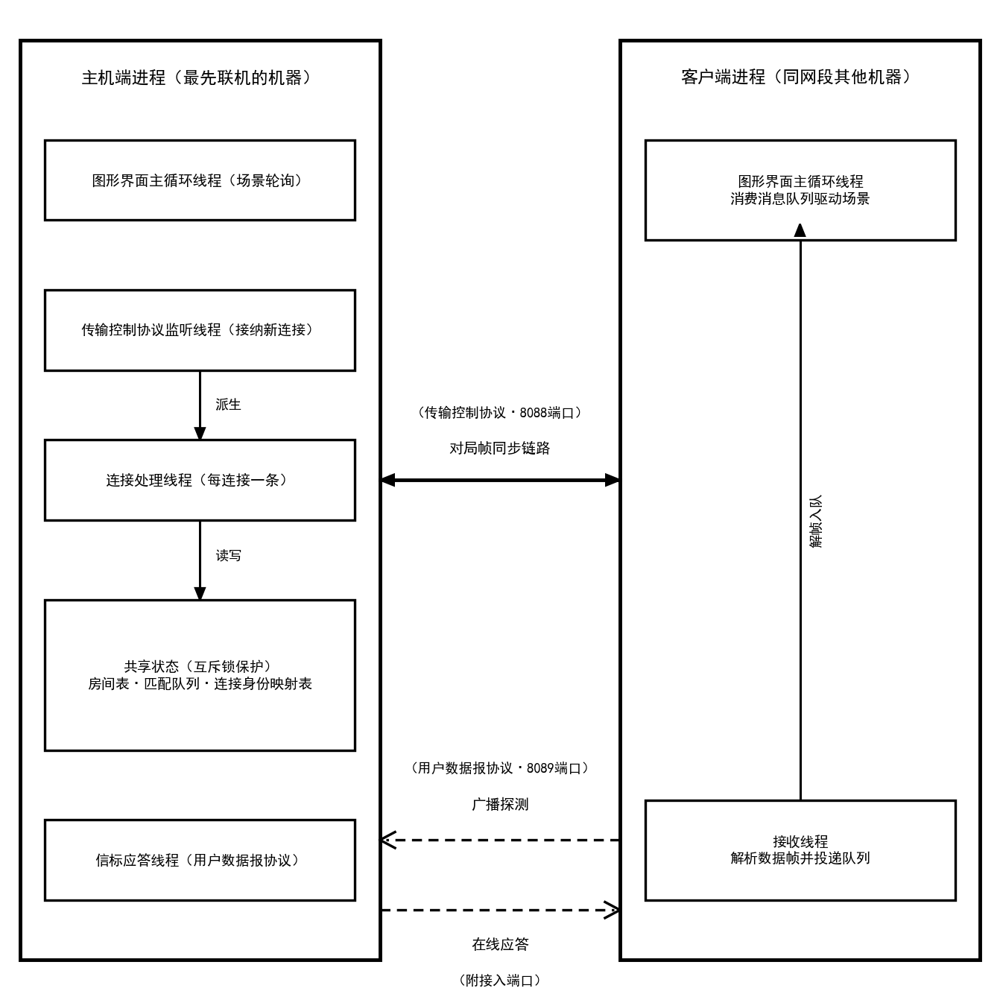 主机端进程（最先联机的机器）
图形界面主循环线程（场景轮询）
传输控制协议监听线程（接纳新连接）
派生
连接处理线程（每连接一条）
读写
共享状态（互斥锁保护）
房间表·匹配队列·连接身份映射表
信标应答线程（用户数据报协议）
（传输控制协议·8088端口）
对局帧同步链路
（用户数据报协议·8089端口）
广播探测
在线应答
（附接入端口）
客户端进程（同网段其他机器）
图形界面主循环线程
消费消息队列驱动场景
解帧入队
接收线程
解析数据帧并投递队列